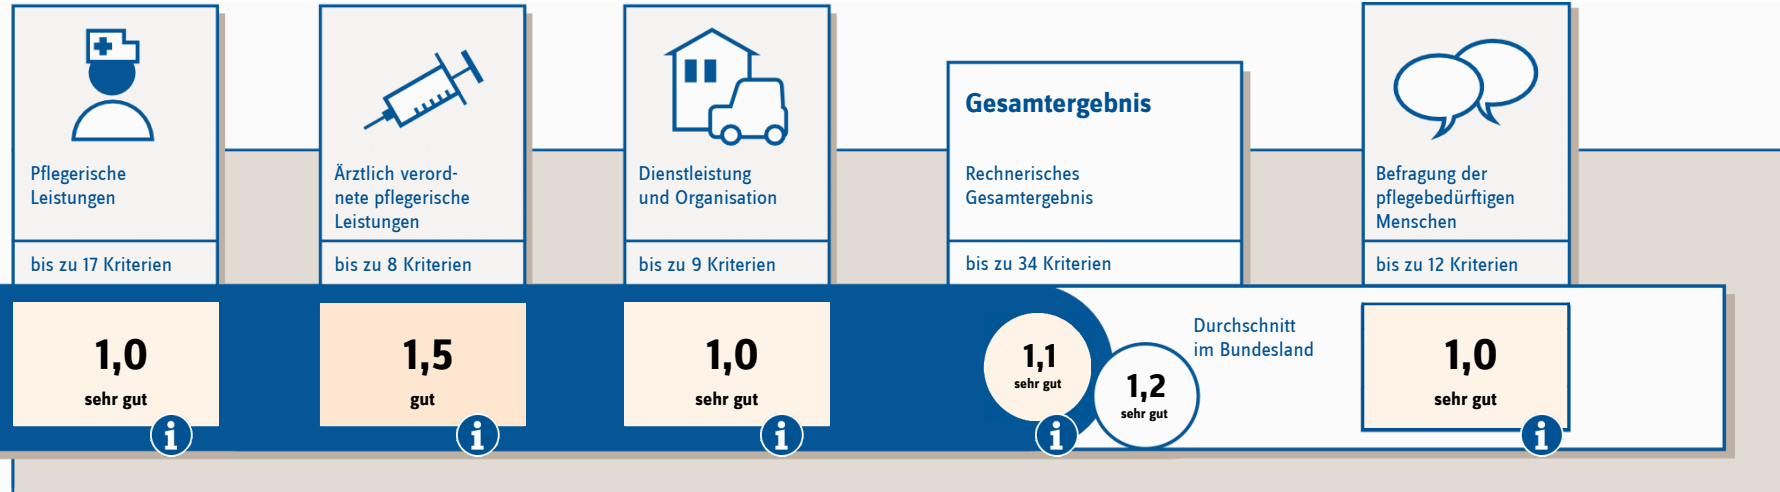 Pflegerische
Leistungen
bis zu 17 Kriterien
1,0
sehr gut
i
Ärztlich verord-
nete pflegerische
Leistungen
bis zu 8 Kriterien
1,5
gut
i
Dienstleistung
und Organisation
bis zu 9 Kriterien
1,0
sehr gut
i
Gesamtergebnis
Rechnerisches
Gesamtergebnis
bis zu 34 Kriterien
1,1
sehr gut
i
1,2
sehr gut
Durchschnitt
im Bundesland
Befragung der
pflegebedürftigen
Menschen
bis zu 12 Kriterien
1,0
sehr gut
i